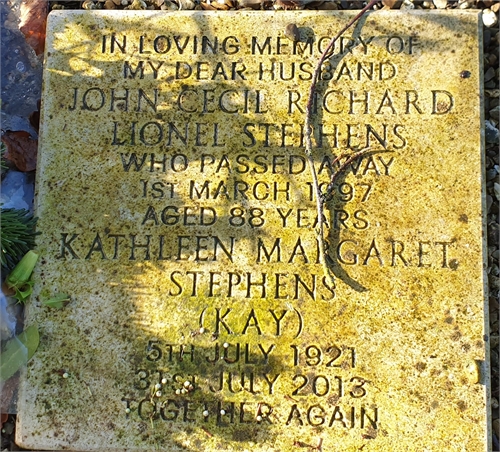 IN LOVING MEMORY OF
MY DEAR HUSBAND
JOHN CECIL RICHARD
LIONEL STEPHENS
WHO PASSED AWAY
1ST MARCH 1997
AGED 88 YEARS
KATHLEEN MARGARET
STEPHENS
(KAY)
5TH JULY 1921
31ST JULY 2013
TOGETHER AGAIN